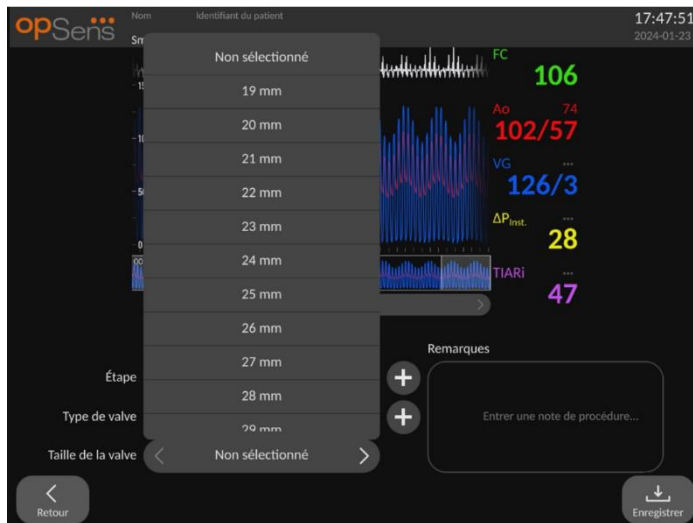 opSens
Nom
Identifiant du patient
17:47:51
2024-01-23
Non sélectionné
19 mm
20 mm
21 mm
22 mm
23 mm
24 mm
25 mm
26 mm
27 mm
28 mm
29 mm
FC
106
Ao 74
102/57
VG ---
126/3
ΔPInst. ---
28
TIARi ---
47
Étape
Type de valve
Taille de la valve
Non sélectionné
Remarques
Entrer une note de procédure...
Retour
Enregistrer